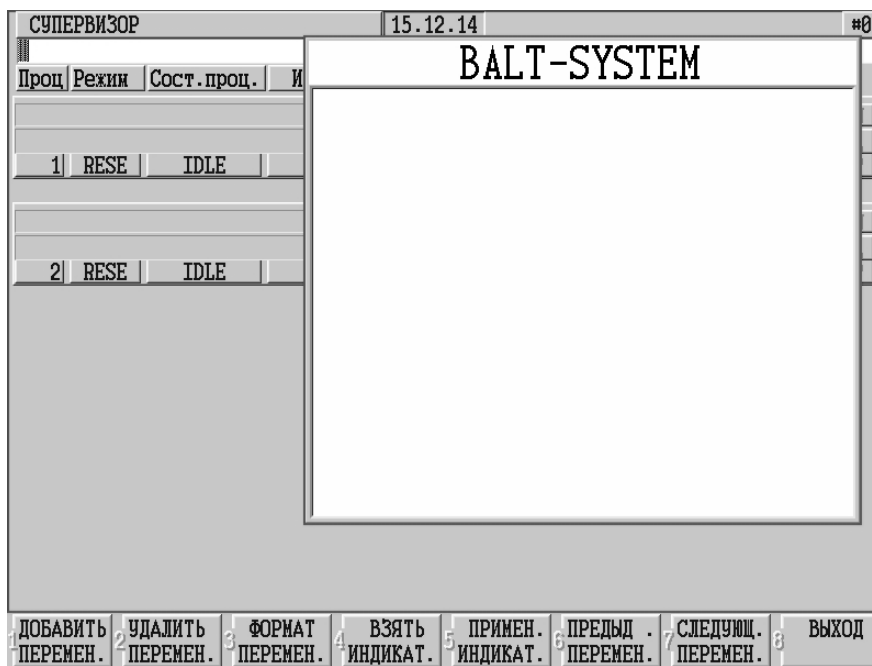 СУПЕРВИЗОР 15.12.14 #0
BALT-SYSTEM
Проц Режим Сост.проц. И
1 RESE IDLE
2 RESE IDLE
1 ДОБАВИТЬ ПЕРЕМЕН.
2 УДАЛИТЬ ПЕРЕМЕН.
3 ФОРМАТ ПЕРЕМЕН.
4 ВЗЯТЬ ИНДИКАТ.
5 ПРИМЕН. ИНДИКАТ.
6 ПРЕДЫД . ПЕРЕМЕН.
7 СЛЕДУЮЩ. ПЕРЕМЕН.
8 ВЫХОД